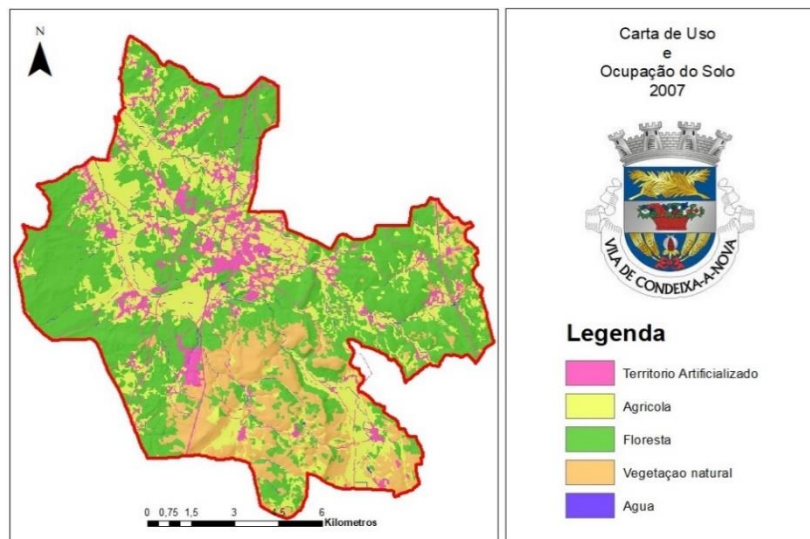 N
0 0,75 1,5 3 4,5 6
Kilometros
Carta de Uso
e
Ocupação do Solo
2007
VILA DE CONDEIXA-A-NOVA
Legenda
Territorio Artificializado
Agricola
Floresta
Vegetaçao natural
Agua